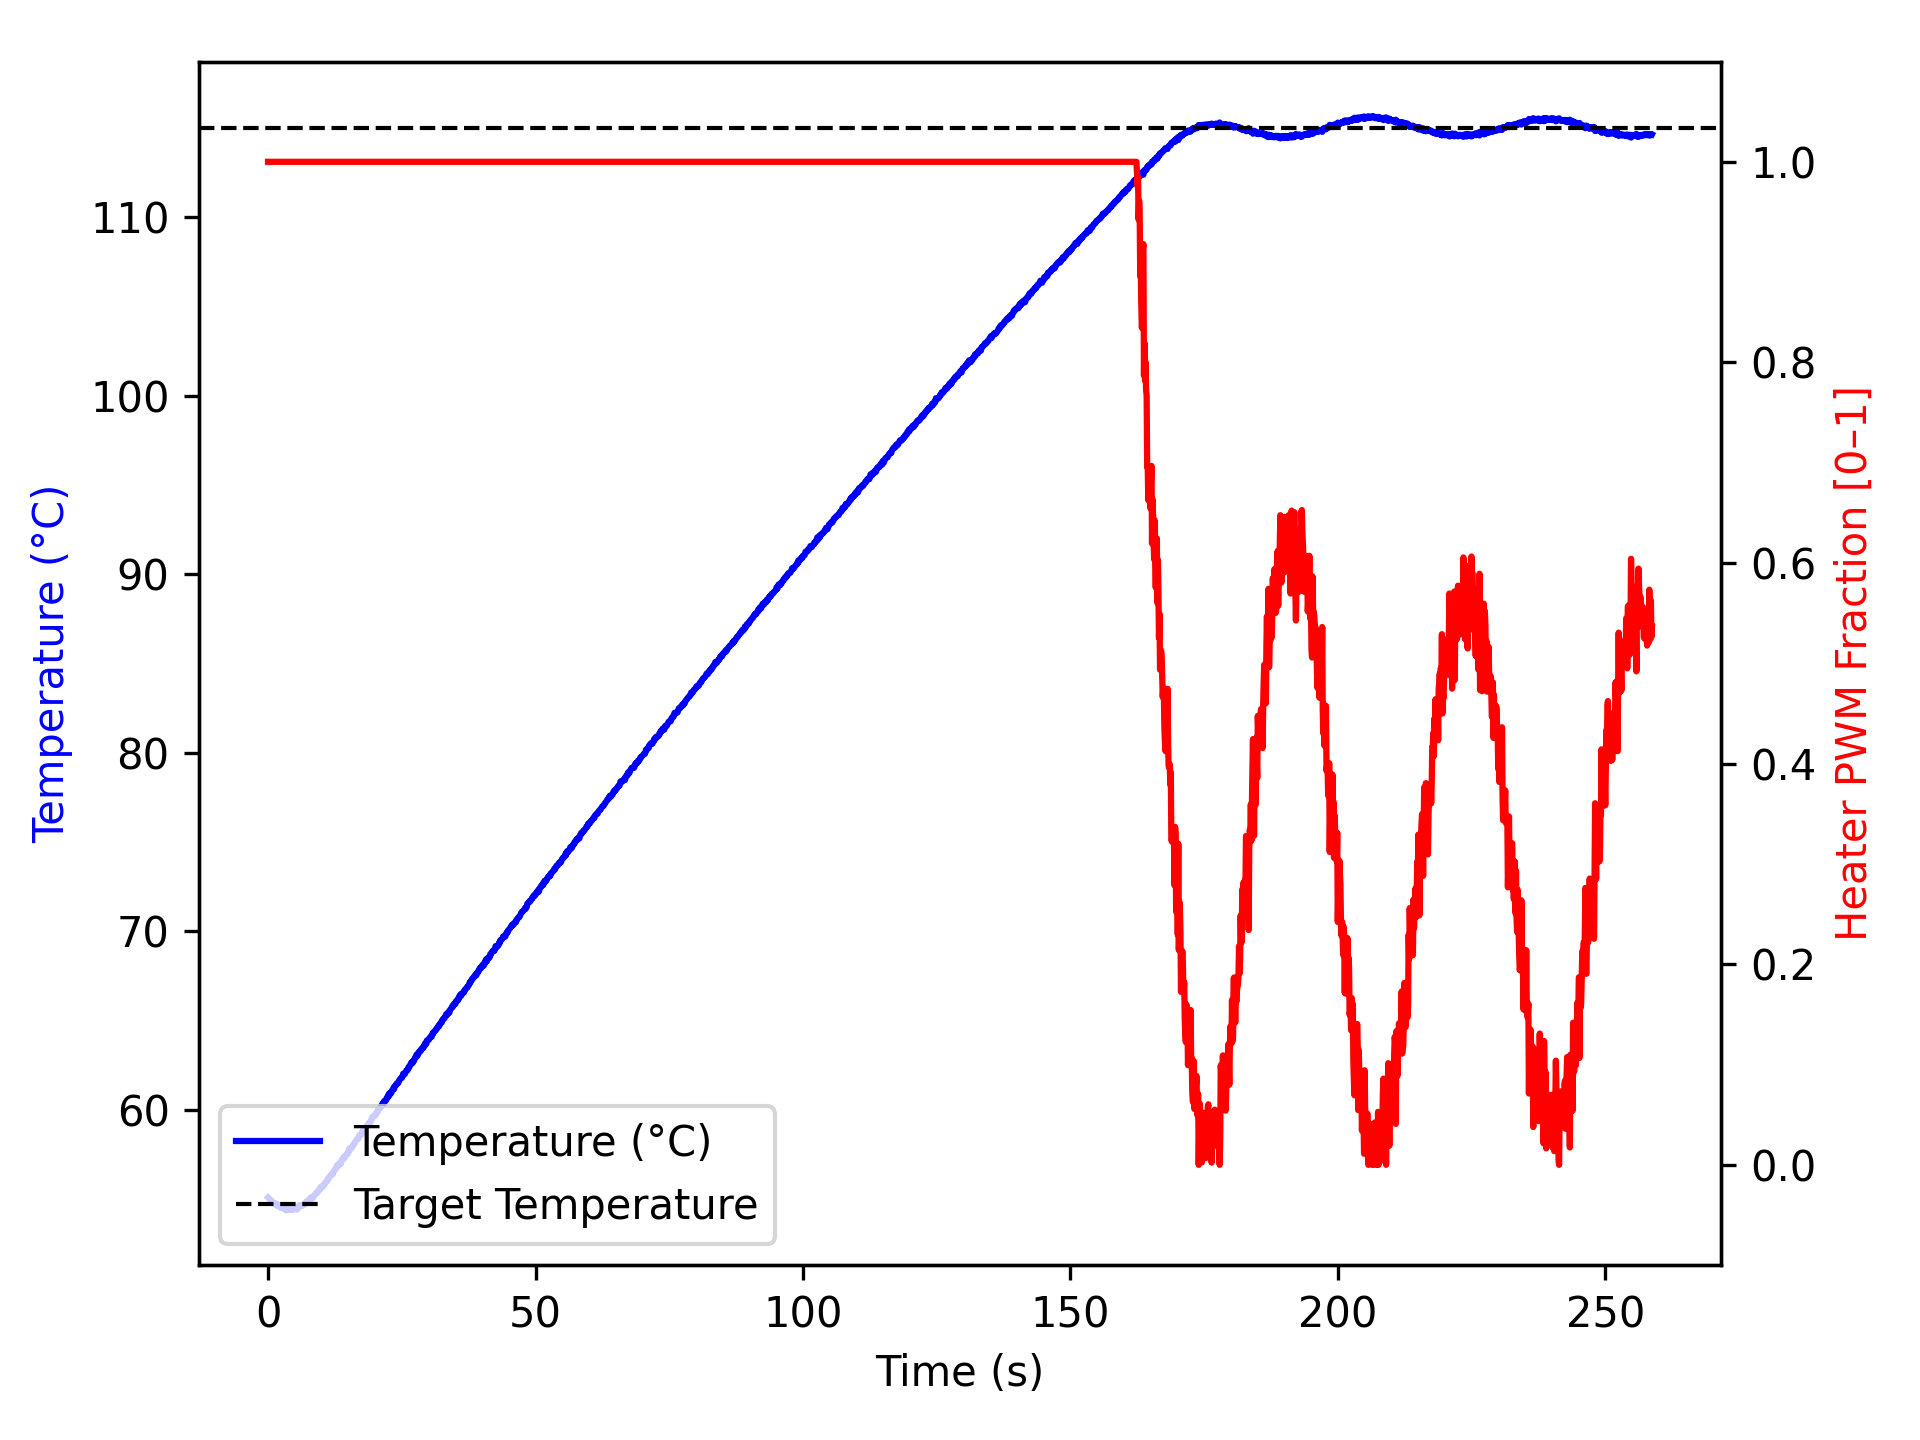 110
100
90
80
70
60
Temperature (°C)
1.0
0.8
0.6
0.4
0.2
0.0
Heater PWM Fraction [0–1]
Temperature (°C)
Target Temperature
0 50 100 150 200 250
Time (s)